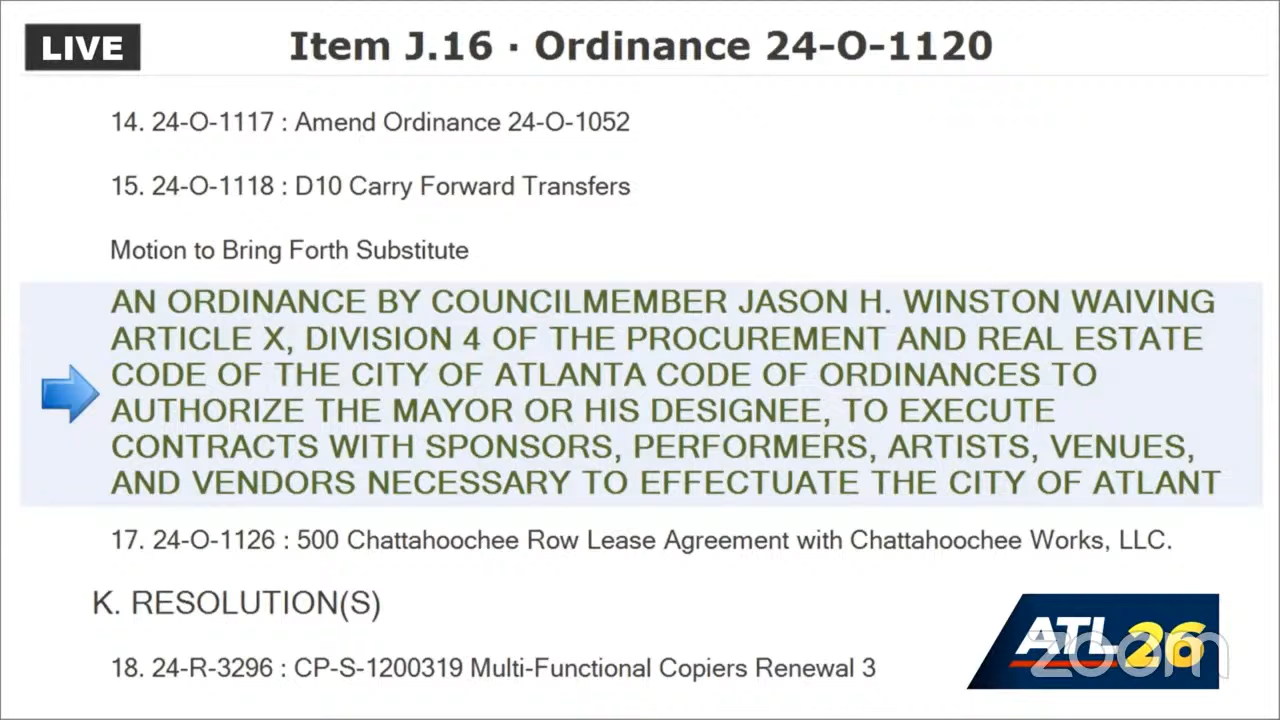 LIVE
Item J.16 · Ordinance 24-O-1120
14. 24-O-1117 : Amend Ordinance 24-O-1052
15. 24-O-1118 : D10 Carry Forward Transfers
Motion to Bring Forth Substitute
AN ORDINANCE BY COUNCILMEMBER JASON H. WINSTON WAIVING
ARTICLE X, DIVISION 4 OF THE PROCUREMENT AND REAL ESTATE
CODE OF THE CITY OF ATLANTA CODE OF ORDINANCES TO
AUTHORIZE THE MAYOR OR HIS DESIGNEE, TO EXECUTE
CONTRACTS WITH SPONSORS, PERFORMERS, ARTISTS, VENUES,
AND VENDORS NECESSARY TO EFFECTUATE THE CITY OF ATLANT
17. 24-O-1126 : 500 Chattahoochee Row Lease Agreement with Chattahoochee Works, LLC.
K. RESOLUTION(S)
18. 24-R-3296 : CP-S-1200319 Multi-Functional Copiers Renewal 3
ATL 26
zoom